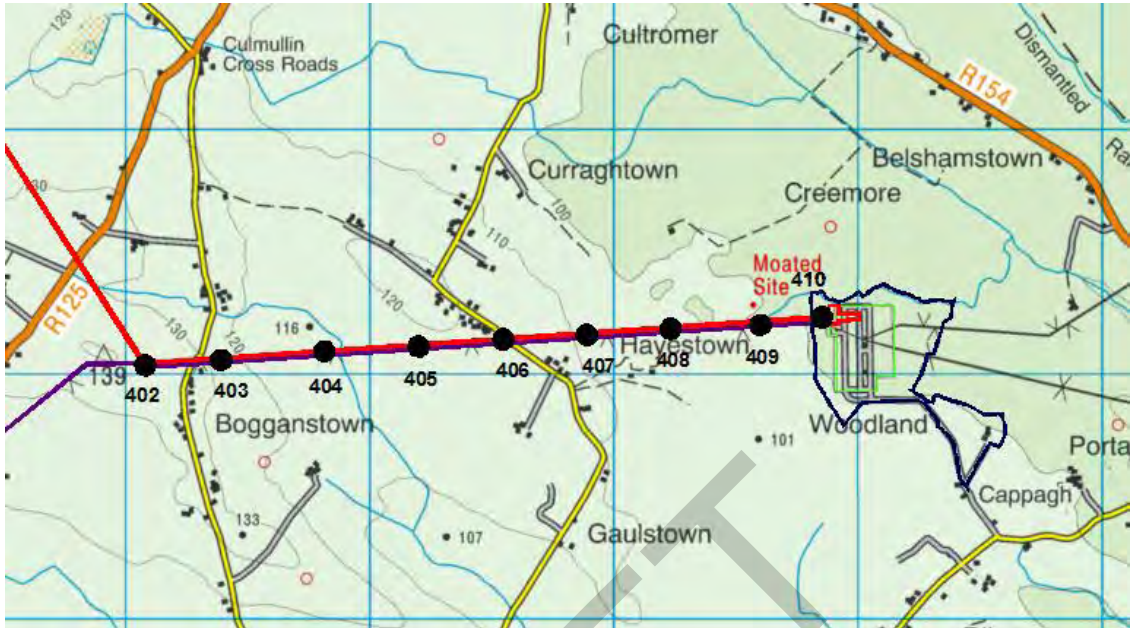 120
Culmullin
Cross Roads
Cultromer
R154
Dismantled
Curraghtown
Belshamstown
Creemore
130
100
110
Moated
Site
410
R125
130
120
120
116
139
402
403
404
405
406
407
Hayestown
408
409
Bogganstown
Woodland
101
Porta
Cappagh
133
107
Gaulstown